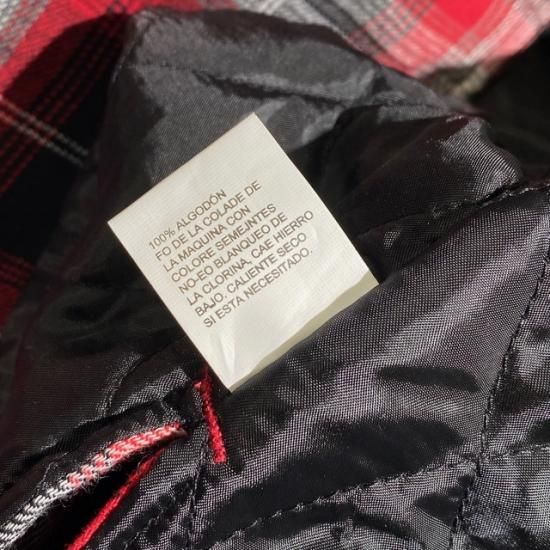 100% ALGODÓN
FO DE LA COLADE DE
LA MAQUINA CON
COLORE SEMEJNTES
NO-EO BLANQUEO DE
LA CLORINA, CAE HIERRO
BAJO, CALIENTE SECO
SI ESTA NECESITADO.